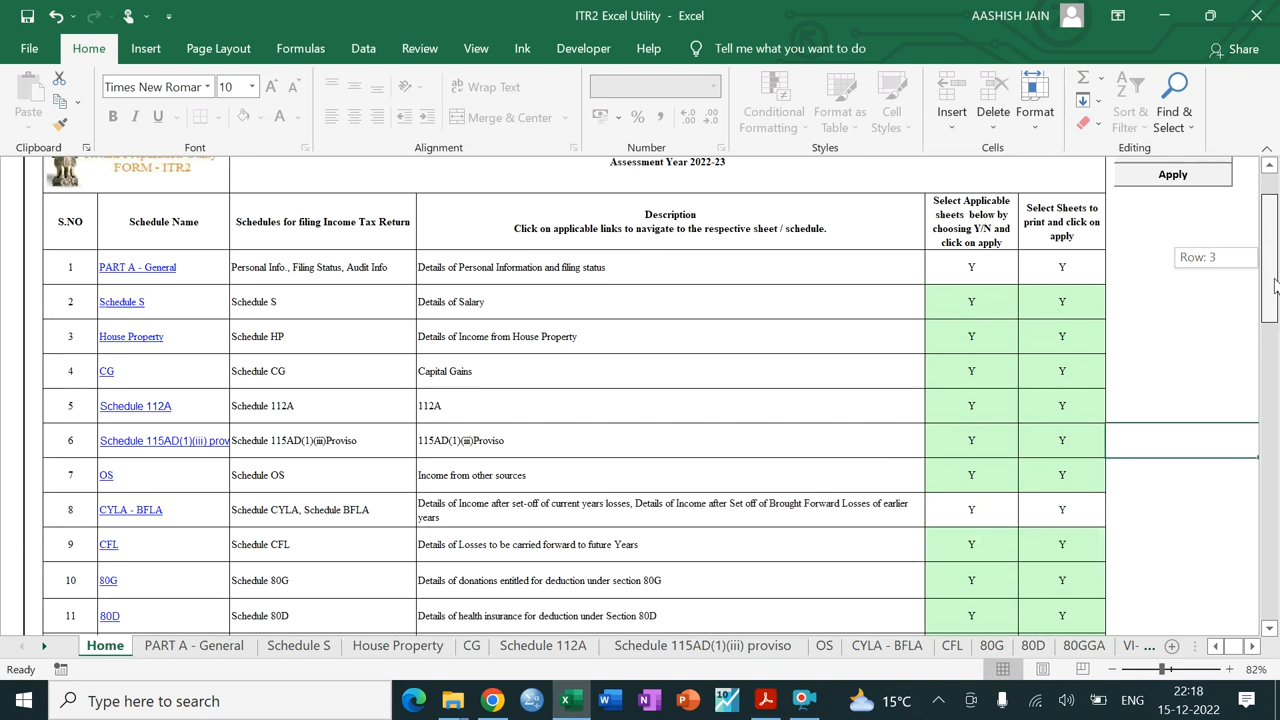 ITR2 Excel Utility - Excel
AASHISH JAIN
File Home Insert Page Layout Formulas Data Review View Ink Developer Help Tell me what you want to do Share
Times New Romar 10
Wrap Text
Merge & Center
Paste
Conditional Formatting
Format as Table
Cell Styles
Insert Delete Format
Sort & Filter
Find & Select
Clipboard Font Alignment Number Styles Cells Editing
FORM - ITR2
Assessment Year 2022-23
Apply
S.NO
Schedule Name
Schedules for filing Income Tax Return
Description
Click on applicable links to navigate to the respective sheet / schedule.
Select Applicable
sheets below by
choosing Y/N and
click on apply
Select Sheets to
print and click on
apply
Row: 3
1 PART A - General Personal Info., Filing Status, Audit Info Details of Personal Information and filing status Y Y
2 Schedule S Schedule S Details of Salary Y Y
3 House Property Schedule HP Details of Income from House Property Y Y
4 CG Schedule CG Capital Gains Y Y
5 Schedule 112A Schedule 112A 112A Y Y
6 Schedule 115AD(1)(iii) prov Schedule 115AD(1)(iii)Proviso 115AD(1)(iii)Proviso Y Y
7 OS Schedule OS Income from other sources Y Y
8 CYLA - BFLA Schedule CYLA, Schedule BFLA Details of Income after set-off of current years losses, Details of Income after Set off of Brought Forward Losses of earlier
years Y Y
9 CFL Schedule CFL Details of Losses to be carried forward to future Years Y Y
10 80G Schedule 80G Details of donations entitled for deduction under section 80G Y Y
11 80D Schedule 80D Details of health insurance for deduction under Section 80D Y Y
Home PART A - General Schedule S House Property CG Schedule 112A Schedule 115AD(1)(iii) proviso OS CYLA - BFLA CFL 80G 80D 80GGA VI- ...
Ready
82%
Type here to search
15°C
ENG
22:18
15-12-2022